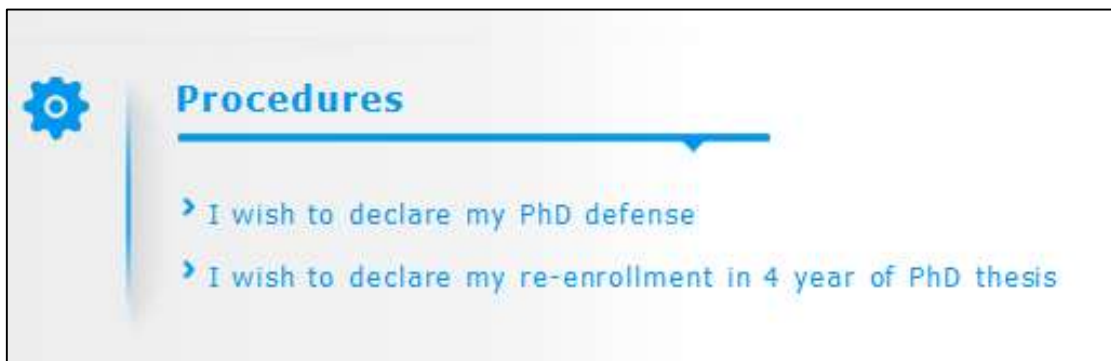 Procedures
I wish to declare my PhD defense
I wish to declare my re-enrollment in 4 year of PhD thesis